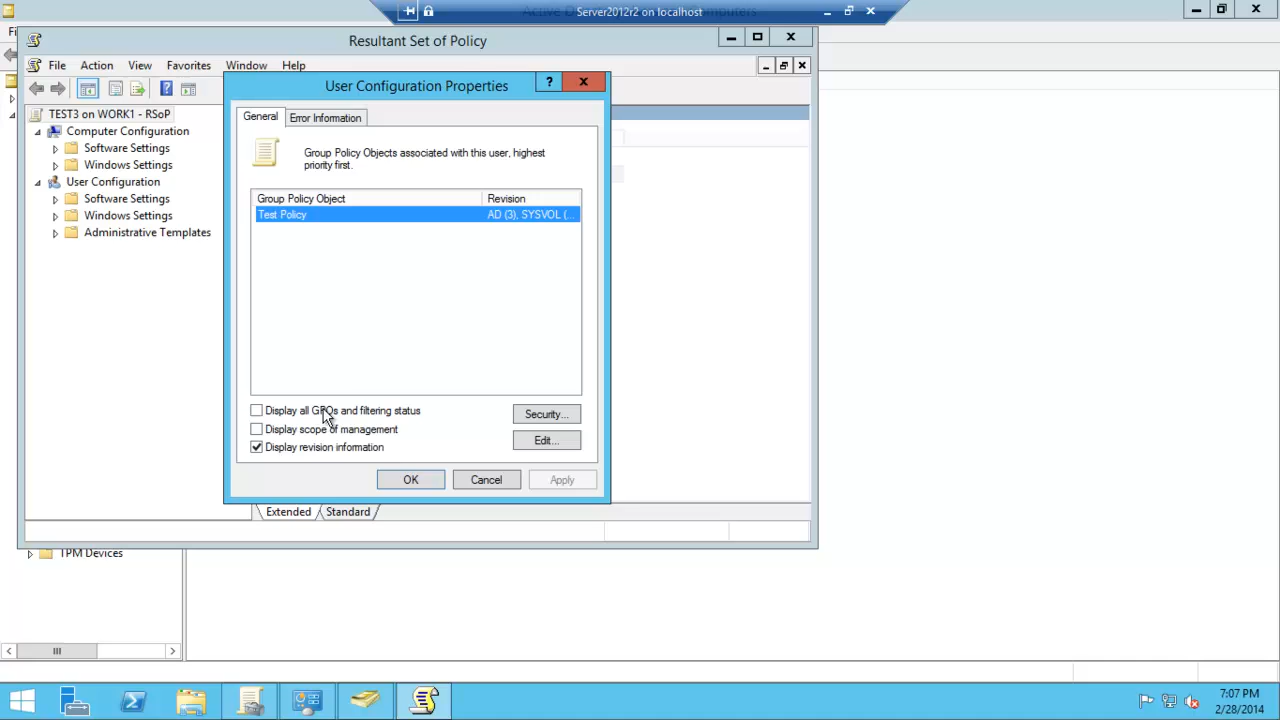 Server2012r2 on localhost
Resultant Set of Policy
File Action View Favorites Window Help
User Configuration Properties
TEST3 on WORK1 - RSoP
Computer Configuration
Software Settings
Windows Settings
User Configuration
Software Settings
Windows Settings
Administrative Templates
General Error Information
Group Policy Objects associated with this user, highest
priority first.
Group Policy Object Revision
Test Policy AD (3), SYSVOL (...
Display all GPOs and filtering status
Display scope of management
Display revision information
Security...
Edit...
OK Cancel Apply
Extended Standard
TPM Devices
7:07 PM
2/28/2014